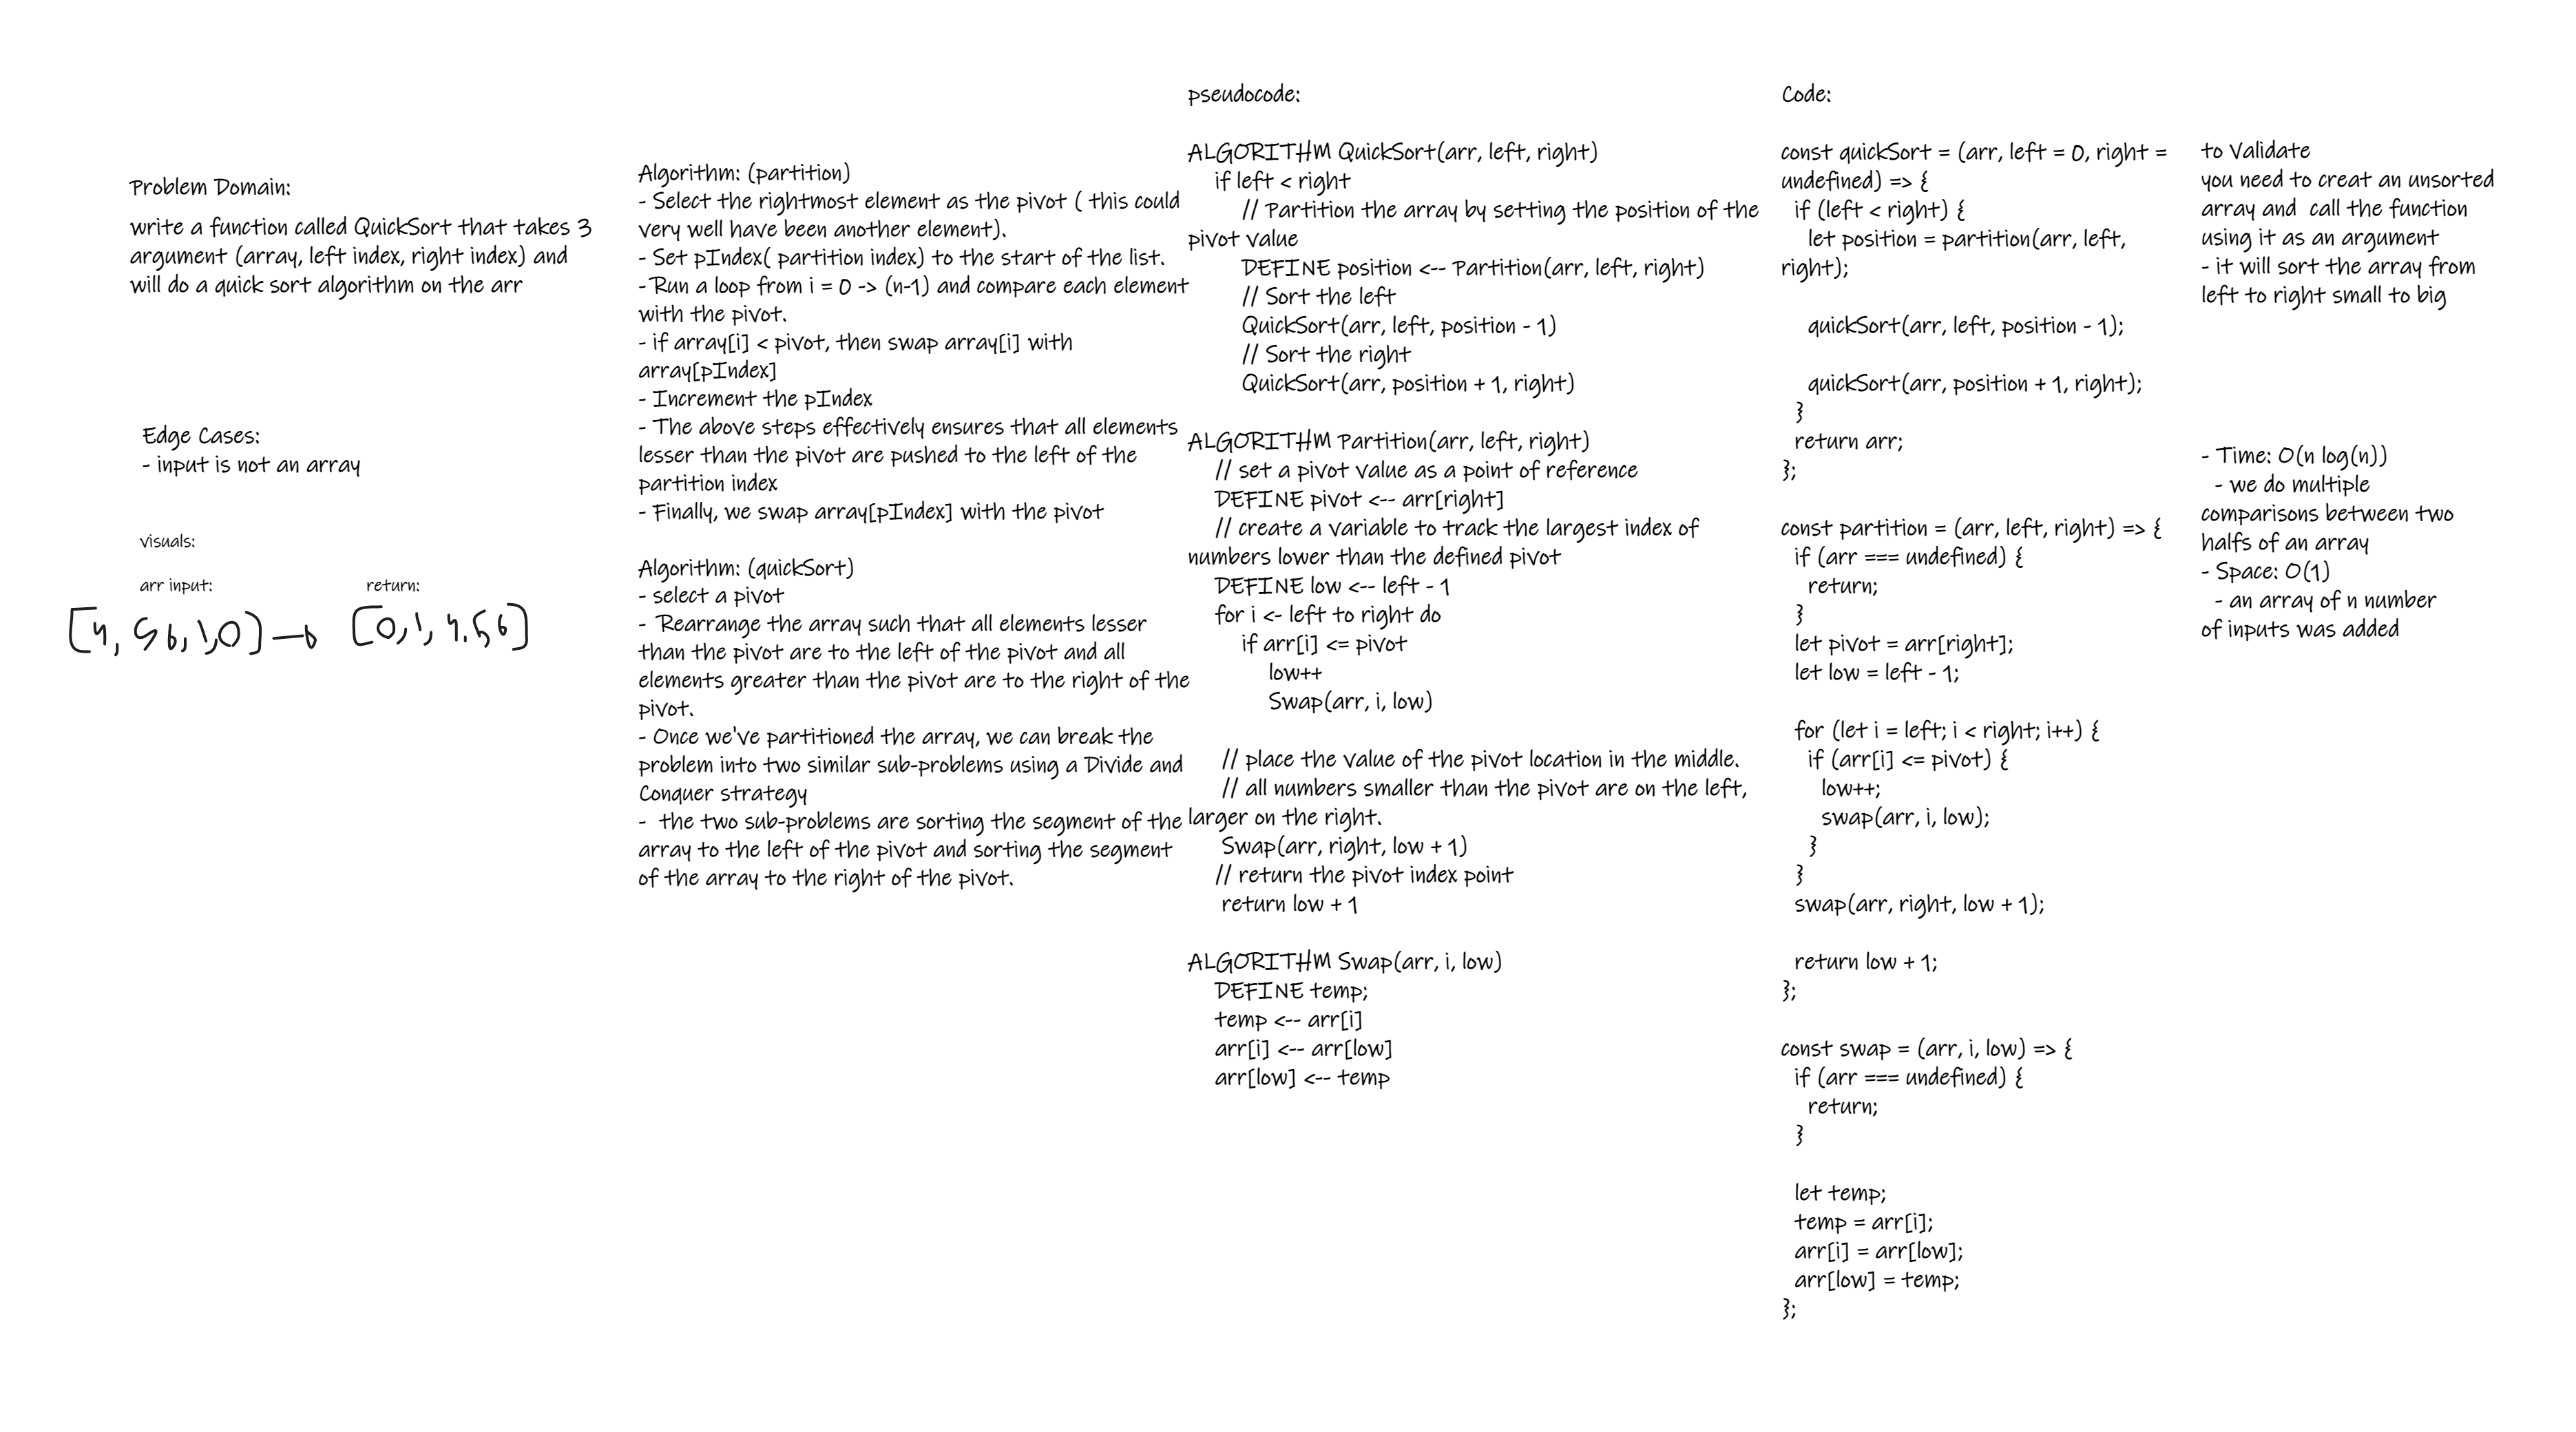 Problem Domain:
write a function called QuickSort that takes 3
argument (array, left index, right index) and
will do a quick sort algorithm on the arr
Edge Cases:
- input is not an array
visuals:
arr input:
return:
[4, 5 6, 1,0] → [0,1, 4,5,6]
Algorithm: (partition)
- Select the rightmost element as the pivot ( this could
very well have been another element).
- Set pIndex( partition index) to the start of the list.
- Run a loop from i = 0 -> (n-1) and compare each element
with the pivot.
- if array[i] < pivot, then swap array[i] with
array[pIndex]
- Increment the pIndex
- The above steps effectively ensures that all elements
lesser than the pivot are pushed to the left of the
partition index
- Finally, we swap array[pIndex] with the pivot
Algorithm: (quickSort)
- select a pivot
-  Rearrange the array such that all elements lesser
than the pivot are to the left of the pivot and all
elements greater than the pivot are to the right of the
pivot.
- Once we've partitioned the array, we can break the
problem into two similar sub-problems using a Divide and
Conquer strategy
-  the two sub-problems are sorting the segment of the
array to the left of the pivot and sorting the segment
of the array to the right of the pivot.
pseudocode:
ALGORITHM QuickSort(arr, left, right)
if left < right
// Partition the array by setting the position of the
pivot value
DEFINE position <-- Partition(arr, left, right)
// Sort the left
QuickSort(arr, left, position - 1)
// Sort the right
QuickSort(arr, position + 1, right)
ALGORITHM Partition(arr, left, right)
// set a pivot value as a point of reference
DEFINE pivot <-- arr[right]
// create a variable to track the largest index of
numbers lower than the defined pivot
DEFINE low <-- left - 1
for i <- left to right do
if arr[i] <= pivot
low++
Swap(arr, i, low)
// place the value of the pivot location in the middle.
// all numbers smaller than the pivot are on the left,
larger on the right.
Swap(arr, right, low + 1)
// return the pivot index point
return low + 1
ALGORITHM Swap(arr, i, low)
DEFINE temp;
temp <-- arr[i]
arr[i] <-- arr[low]
arr[low] <-- temp
Code:
const quickSort = (arr, left = 0, right =
undefined) => {
if (left < right) {
let position = partition(arr, left,
right);
quickSort(arr, left, position - 1);
quickSort(arr, position + 1, right);
}
return arr;
};
const partition = (arr, left, right) => {
if (arr === undefined) {
return;
}
let pivot = arr[right];
let low = left - 1;
for (let i = left; i < right; i++) {
if (arr[i] <= pivot) {
low++;
swap(arr, i, low);
}
}
swap(arr, right, low + 1);
return low + 1;
};
const swap = (arr, i, low) => {
if (arr === undefined) {
return;
}
let temp;
temp = arr[i];
arr[i] = arr[low];
arr[low] = temp;
};
to Validate
you need to creat an unsorted
array and  call the function
using it as an argument
- it will sort the array from
left to right small to big
- Time: O(n log(n))
- we do multiple
comparisons between two
halfs of an array
- Space: O(1)
- an array of n number
of inputs was added